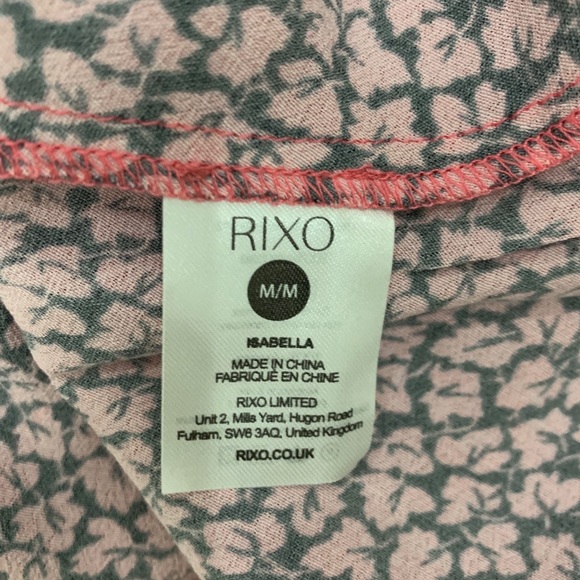 RIXO
M/M
ISABELLA
MADE IN CHINA
FABRIQUÉ EN CHINE
RIXO LIMITED
Unit 2, Mills Yard, Hugon Road
Fulham, SW6 3AQ, United Kingdom
RIXO.CO.UK